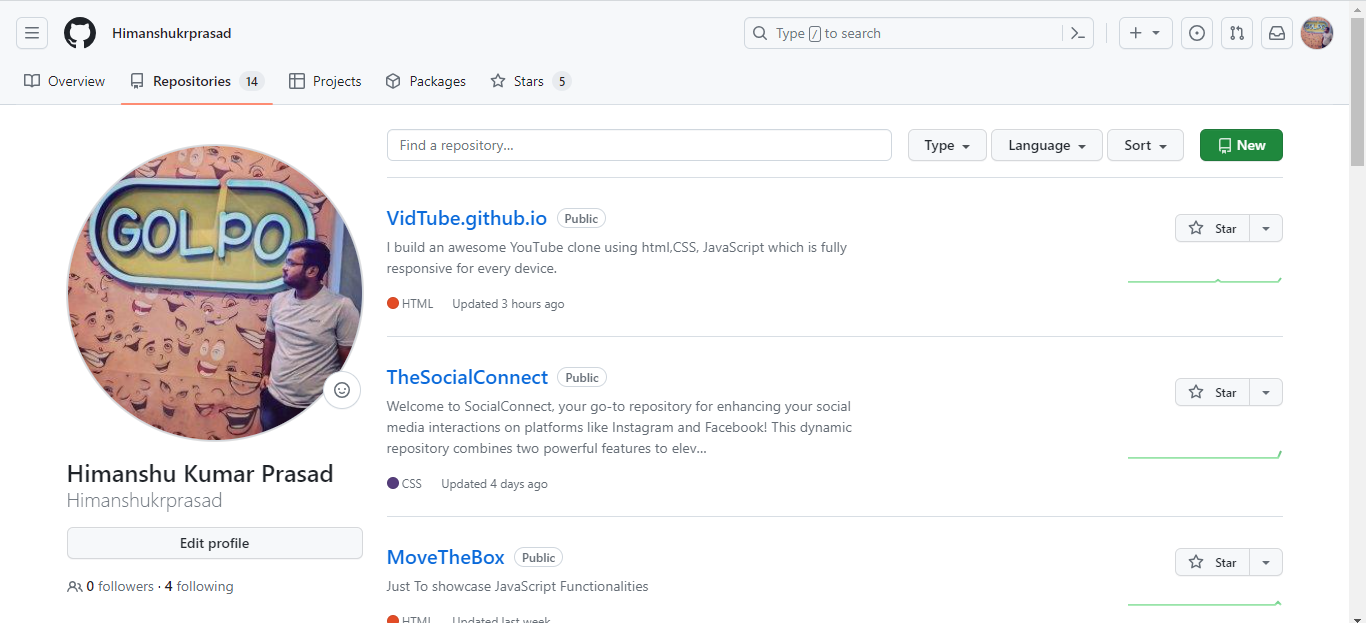 Himanshukrprasad
Type / to search
Overview
Repositories 14
Projects
Packages
Stars 5
Find a repository...
Type
Language
Sort
New
GOLPO
VidTube.github.io Public
Star
I build an awesome YouTube clone using html,CSS, JavaScript which is fully
responsive for every device.
HTML Updated 3 hours ago
TheSocialConnect Public
Star
Welcome to SocialConnect, your go-to repository for enhancing your social
media interactions on platforms like Instagram and Facebook! This dynamic
repository combines two powerful features to elev...
CSS Updated 4 days ago
Himanshu Kumar Prasad
Himanshukrprasad
Edit profile
0 followers · 4 following
MoveTheBox Public
Star
Just To showcase JavaScript Functionalities
HTML Updated last week